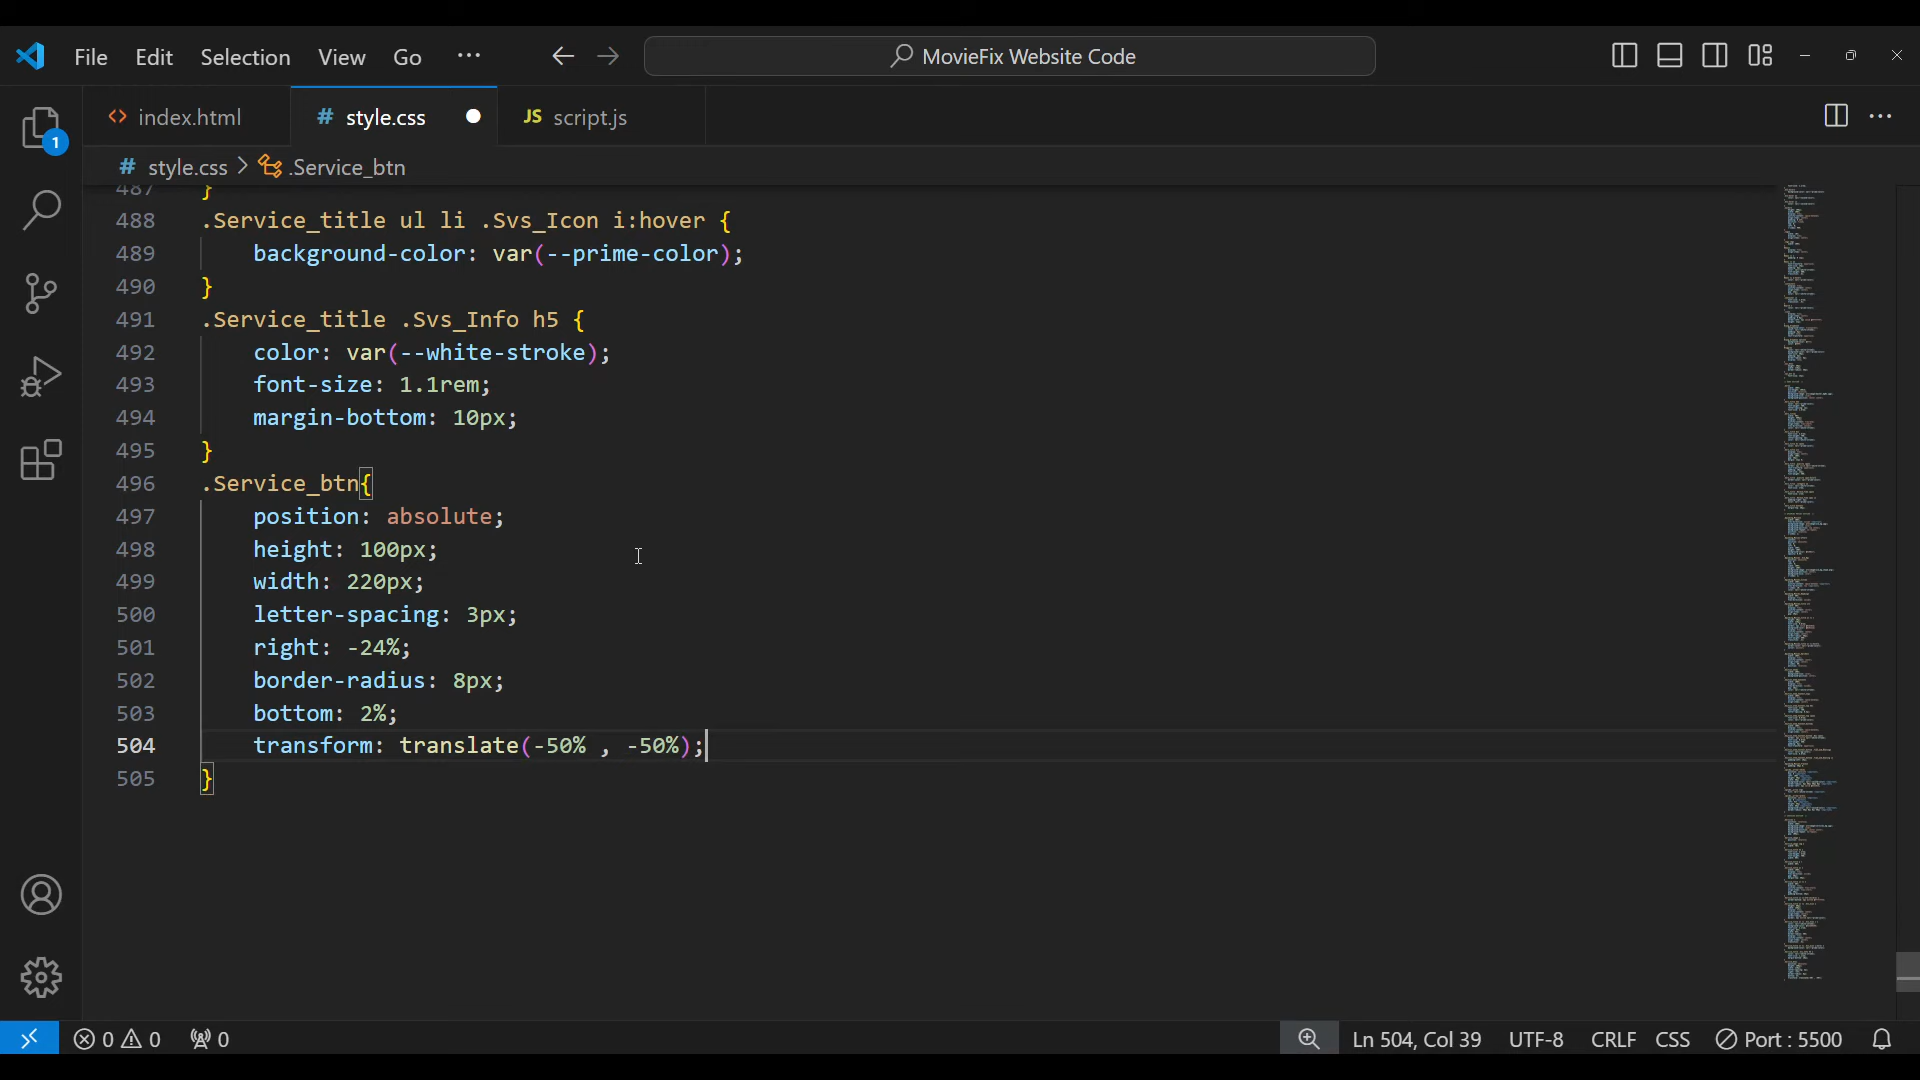 File Edit Selection View Go ··· MovieFix Website Code
index.html style.css JS script.js
1
# style.css > .Service_btn
487 }
488 .Service_title ul li .Svs_Icon i:hover {
489 background-color: var(--prime-color);
490 }
491 .Service_title .Svs_Info h5 {
492 color: var(--white-stroke);
493 font-size: 1.1rem;
494 margin-bottom: 10px;
495 }
496 .Service_btn{
497 position: absolute;
498 height: 100px;
499 width: 220px;
500 letter-spacing: 3px;
501 right: -24%;
502 border-radius: 8px;
503 bottom: 2%;
504 transform: translate(-50% , -50%);
505 }
0 0 0 Ln 504, Col 39 UTF-8 CRLF CSS Port : 5500